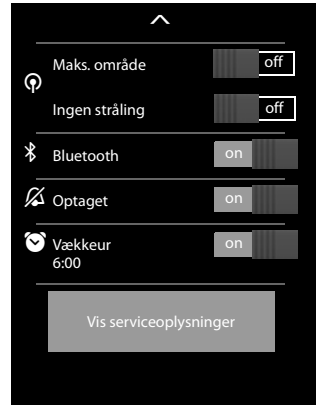 Maks. område off
Ingen stråling off
Bluetooth on
Optaget on
Vækkeur on
6:00
Vis serviceoplysninger